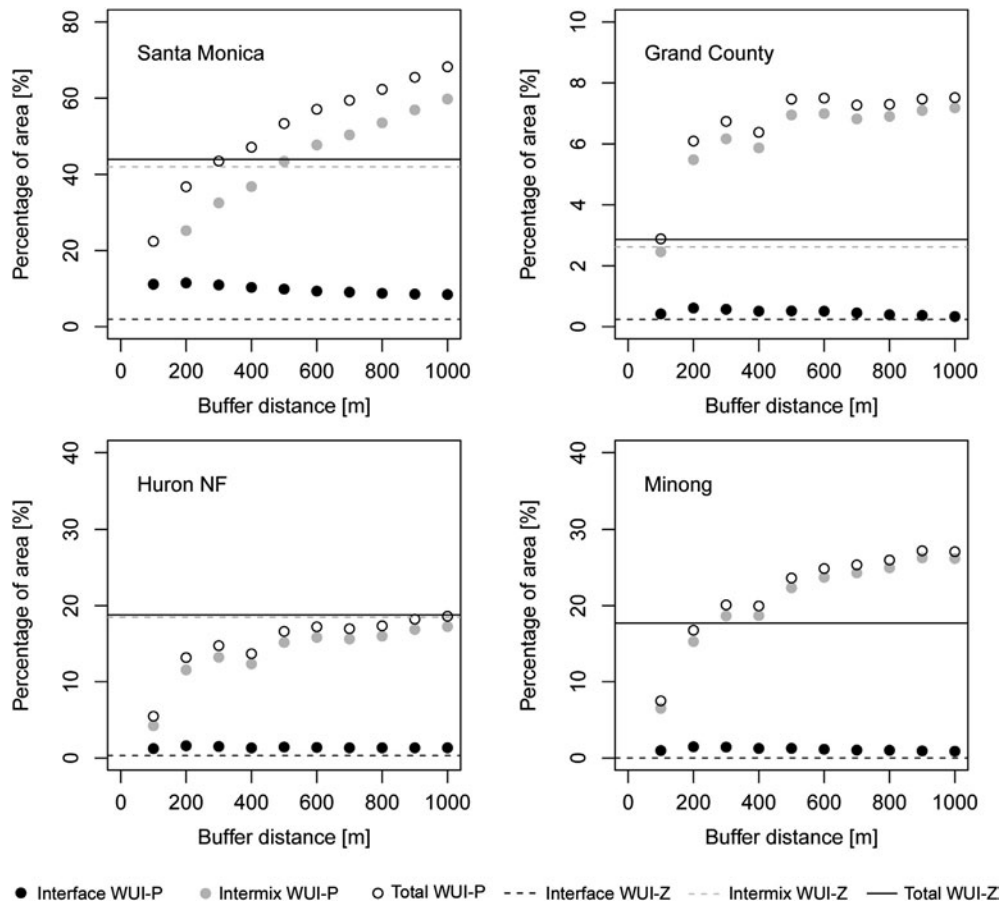 Santa Monica
Percentage of area [%]
80
60
40
20
0
0 200 400 600 800 1000
Buffer distance [m]
Grand County
Percentage of area [%]
10
8
6
4
2
0
0 200 400 600 800 1000
Buffer distance [m]
Huron NF
Percentage of area [%]
40
30
20
10
0
0 200 400 600 800 1000
Buffer distance [m]
Minong
Percentage of area [%]
40
30
20
10
0
0 200 400 600 800 1000
Buffer distance [m]
Interface WUI-P Intermix WUI-P Total WUI-P Interface WUI-Z Intermix WUI-Z Total WUI-Z